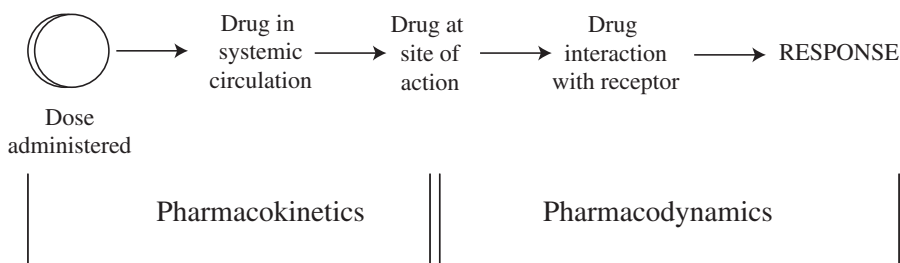 Dose
administered
Drug in
systemic
circulation
Drug at
site of
action
Drug
interaction
with receptor
RESPONSE
Pharmacokinetics
Pharmacodynamics